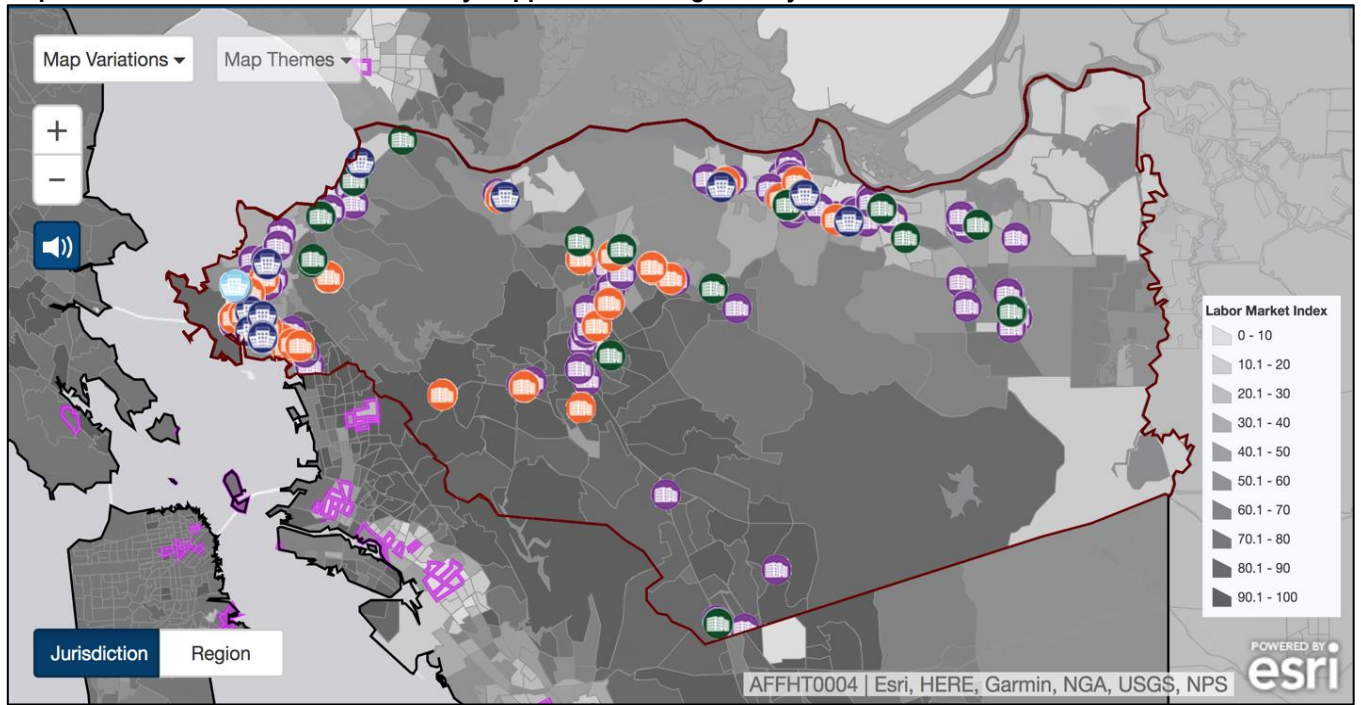 Map Variations
Map Themes
+
−
Labor Market Index
0 - 10
10.1 - 20
20.1 - 30
30.1 - 40
40.1 - 50
50.1 - 60
60.1 - 70
70.1 - 80
80.1 - 90
90.1 - 100
Jurisdiction
Region
POWERED BY
esri
AFFHT0004 | Esri, HERE, Garmin, NGA, USGS, NPS